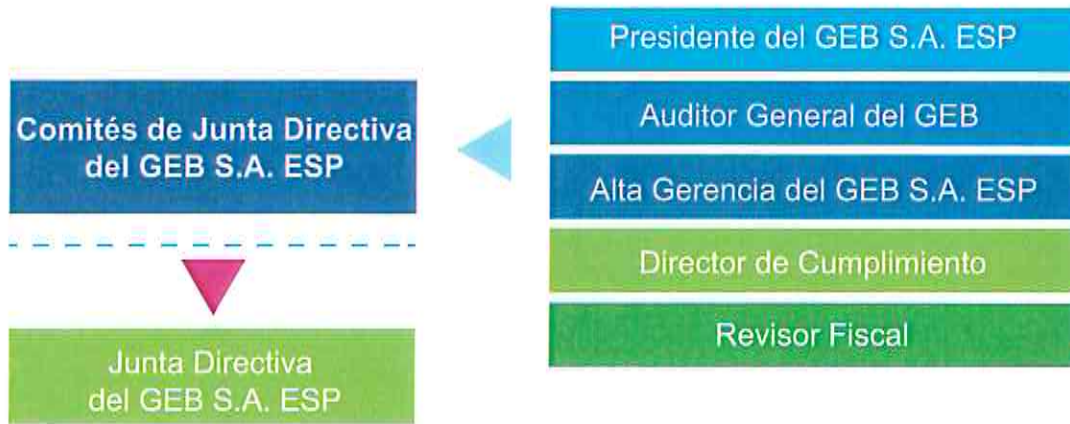 Comités de Junta Directiva
del GEB S.A. ESP
Junta Directiva
del GEB S.A. ESP
Presidente del GEB S.A. ESP
Auditor General del GEB
Alta Gerencia del GEB S.A. ESP
Director de Cumplimiento
Revisor Fiscal